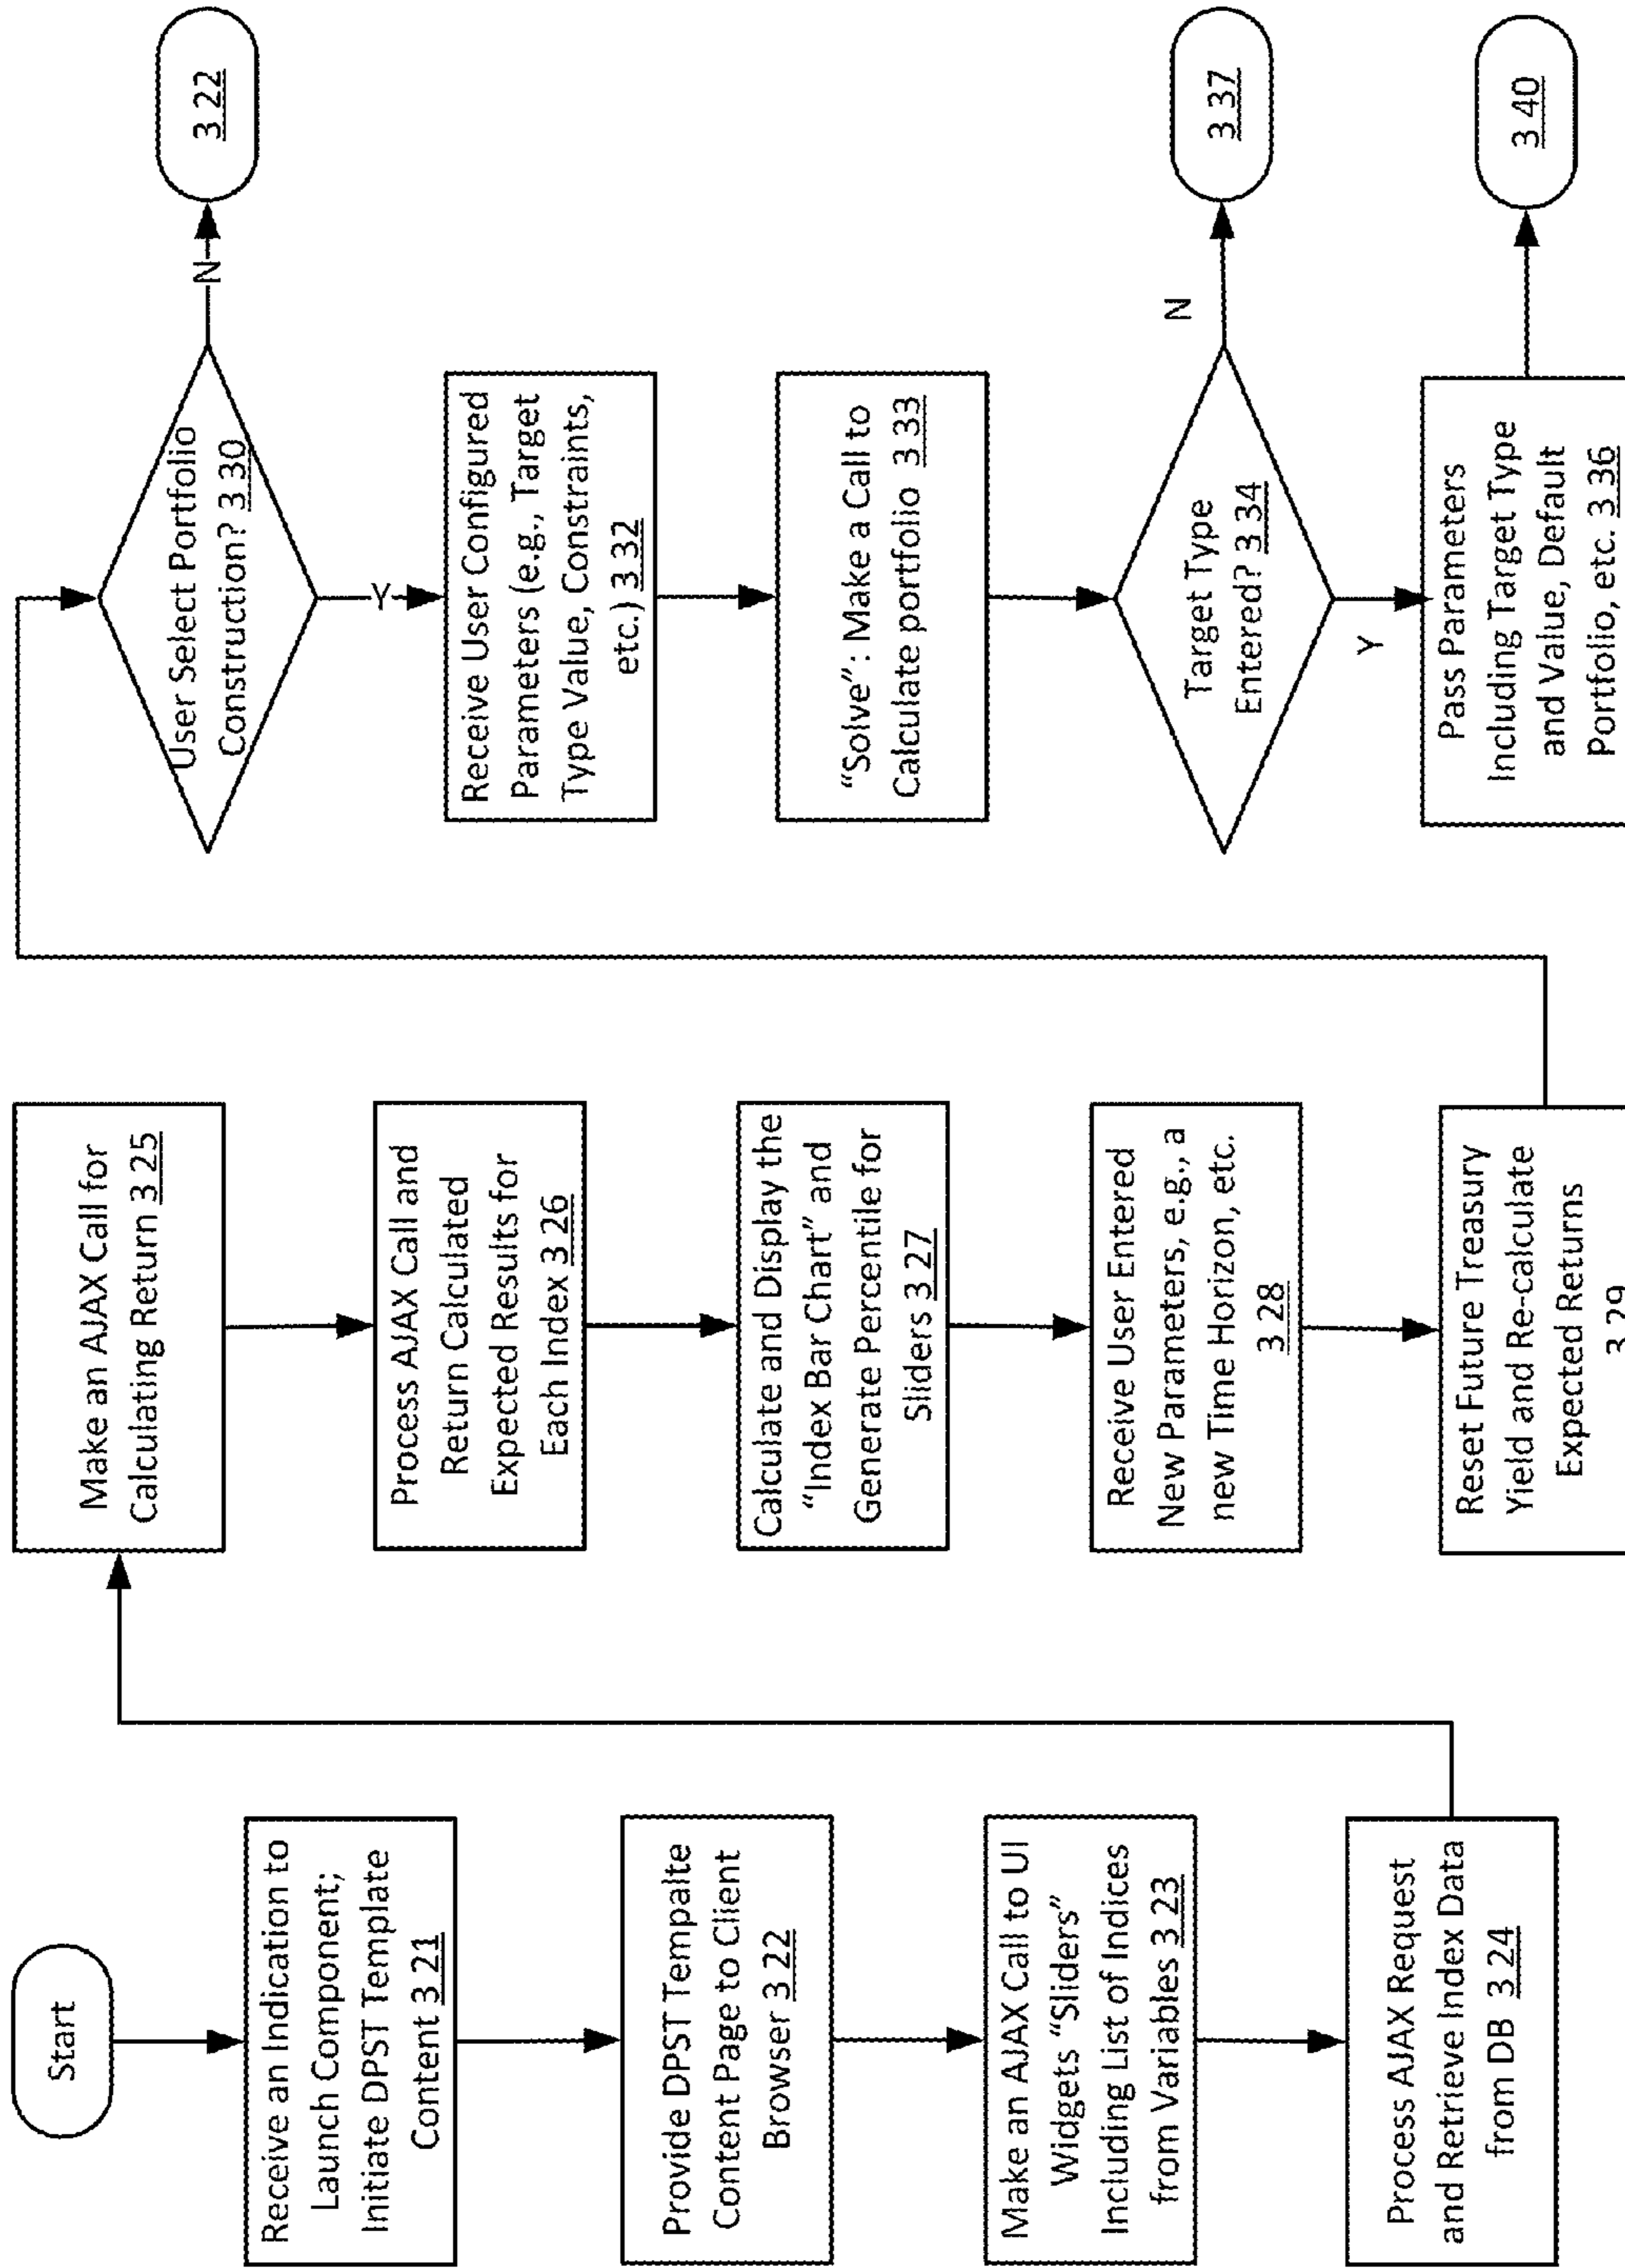 Start
Receive an Indication to
Launch Component;
Initiate DPST Template
Content 3 21
Provide DPST Tempalte
Content Page to Client
Browser 3 22
Make an AJAX Call to UI
Widgets “Sliders”
Including List of Indices
from Variables 3 23
Process AJAX Request
and Retrieve Index Data
from DB 3 24
Make an AJAX Call for
Calculating Return 3 25
Process AJAX Call and
Return Calculated
Expected Results for
Each Index 3 26
Calculate and Display the
“Index Bar Chart” and
Generate Percentile for
Sliders 3 27
Receive User Entered
New Parameters, e.g., a
new Time Horizon, etc.
3 28
Reset Future Treasury
Yield and Re-calculate
Expected Returns
3 29
User Select Portfolio
Construction? 3 30
N
3 22
Y
Receive User Configured
Parameters (e.g., Target
Type Value, Constraints,
etc.) 3 32
“Solve”: Make a Call to
Calculate portfolio 3 33
Target Type
Entered? 3 34
N
3 37
Y
Pass Parameters
Including Target Type
and Value, Default
Portfolio, etc. 3 36
3 40